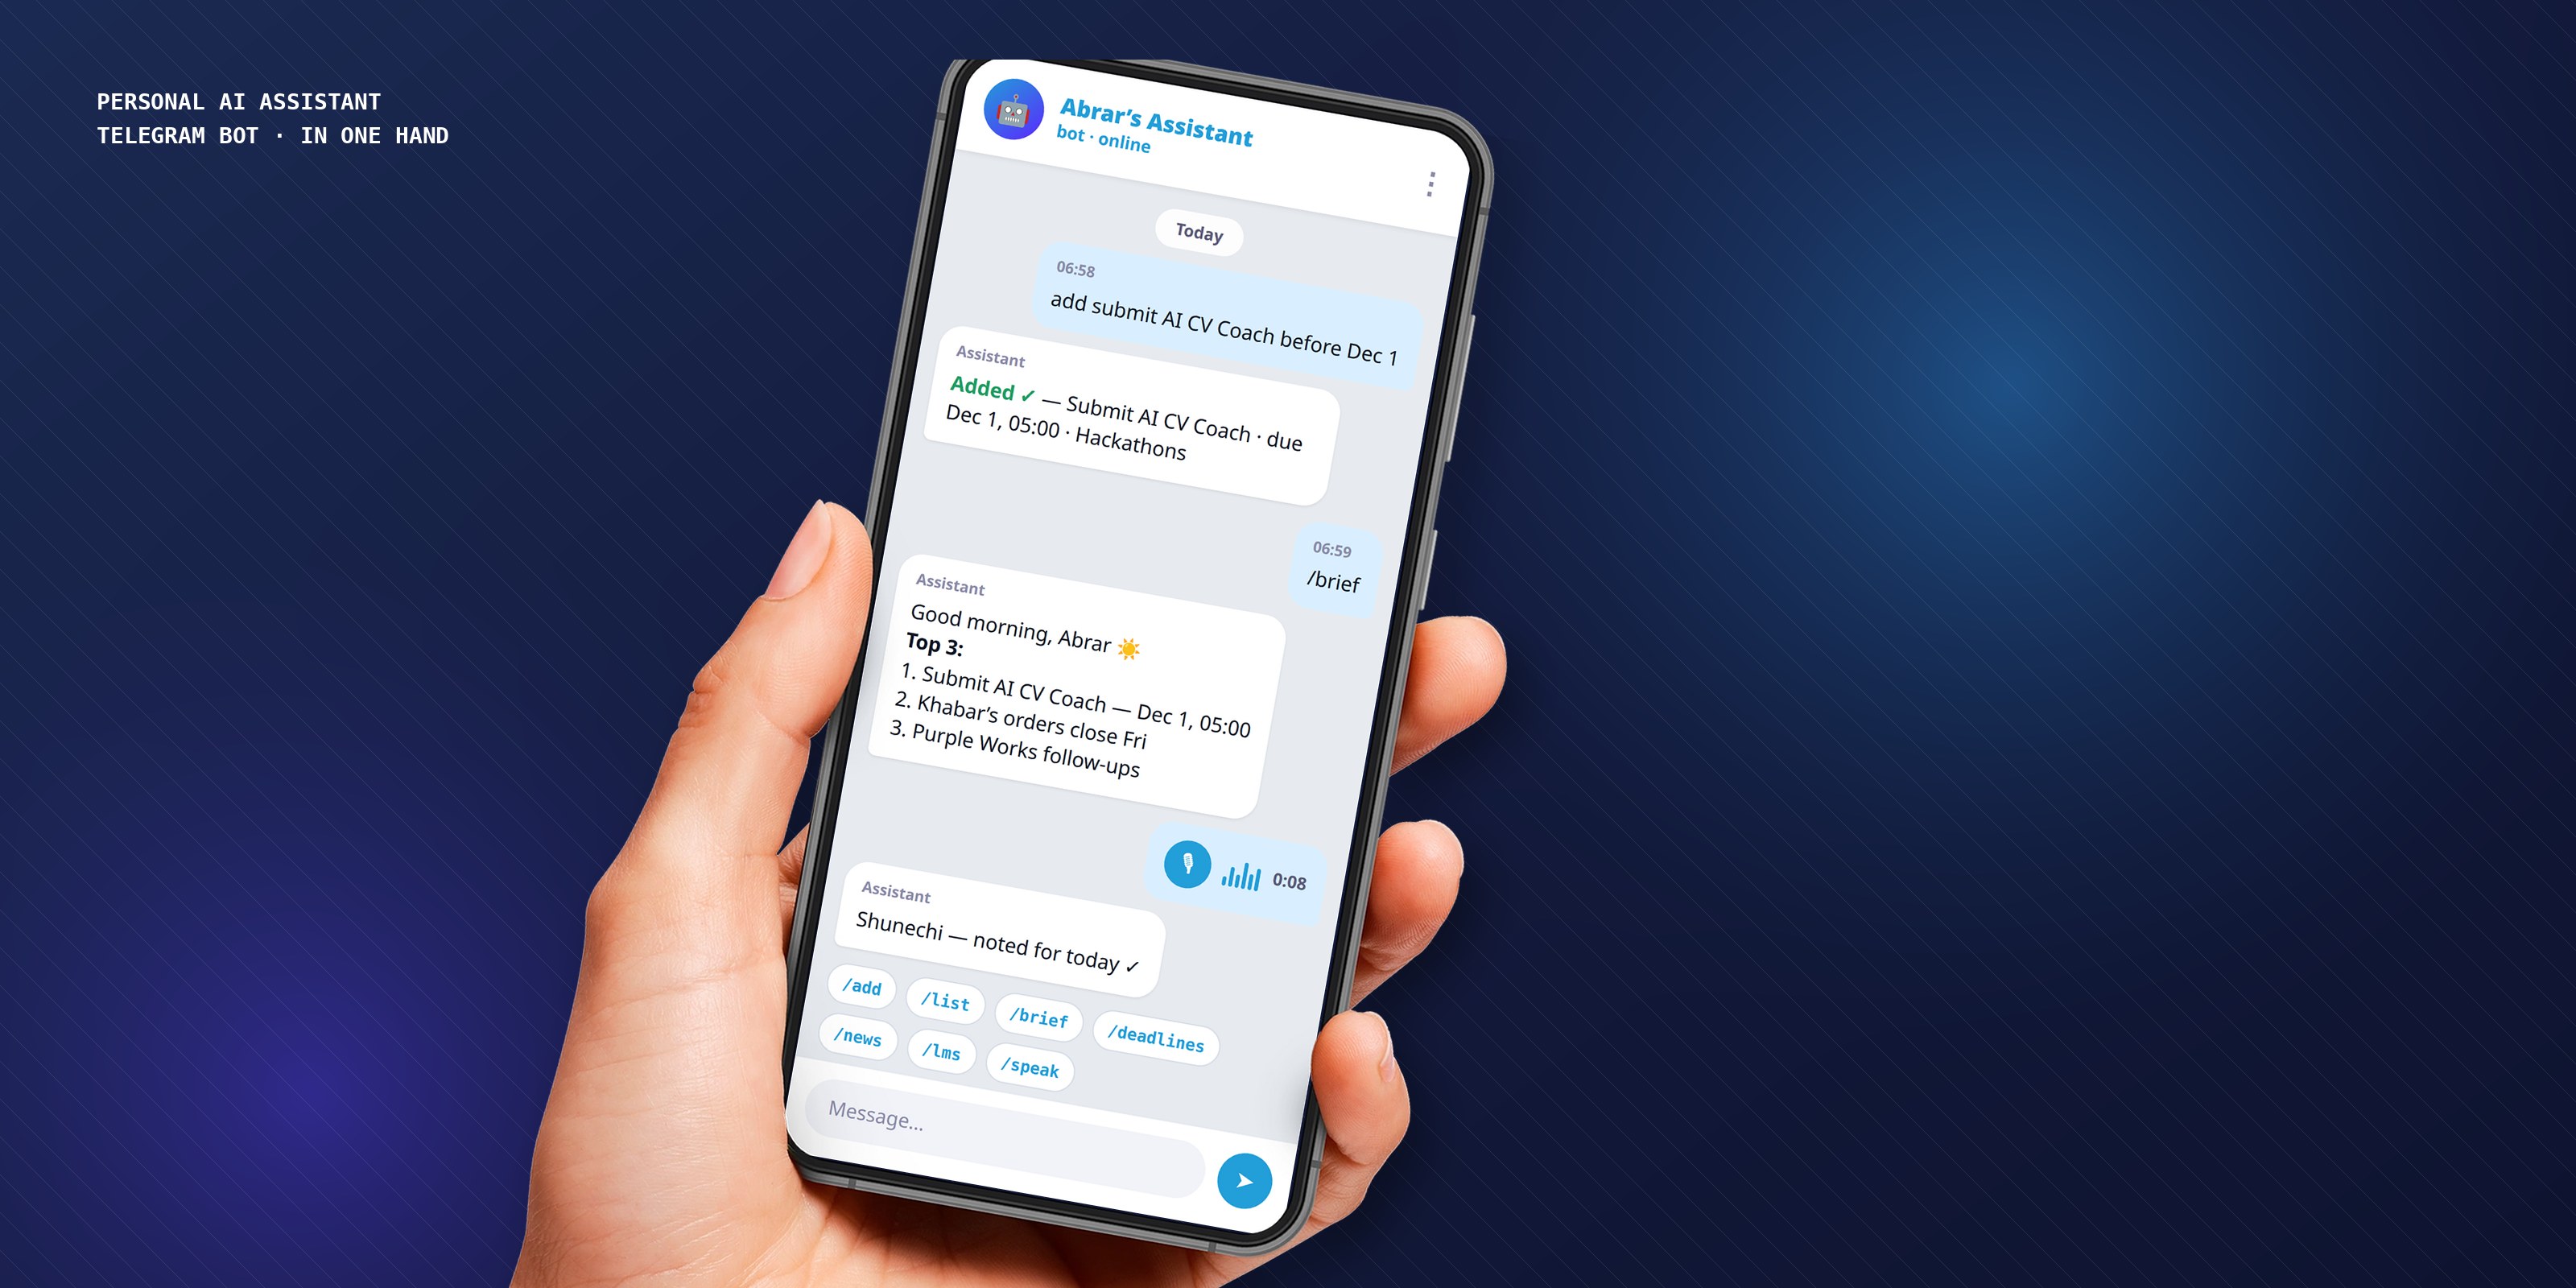 PERSONAL AI ASSISTANT
TELEGRAM BOT · IN ONE HAND
Abrar’s Assistant
bot · online
Today
06:58
add submit AI CV Coach before Dec 1
Assistant
Added ✓ — Submit AI CV Coach · due
Dec 1, 05:00 · Hackathons
06:59
/brief
Assistant
Good morning, Abrar ☀️
Top 3:
1. Submit AI CV Coach — Dec 1, 05:00
2. Khabar’s orders close Fri
3. Purple Works follow-ups
0:08
Assistant
Shunechi — noted for today ✓
/add /list /brief /deadlines
/news /lms /speak
Message...